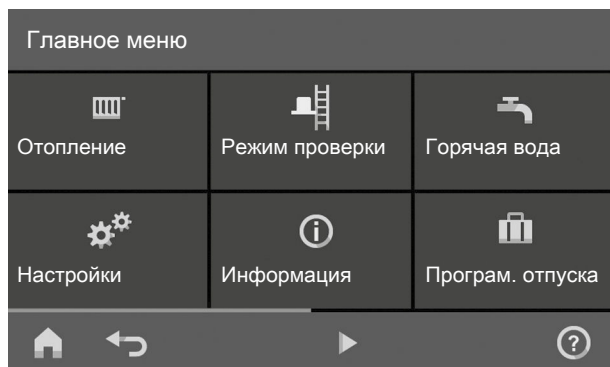 Главное меню
Отопление
Режим проверки
Горячая вода
Настройки
Информация
Програм. отпуска